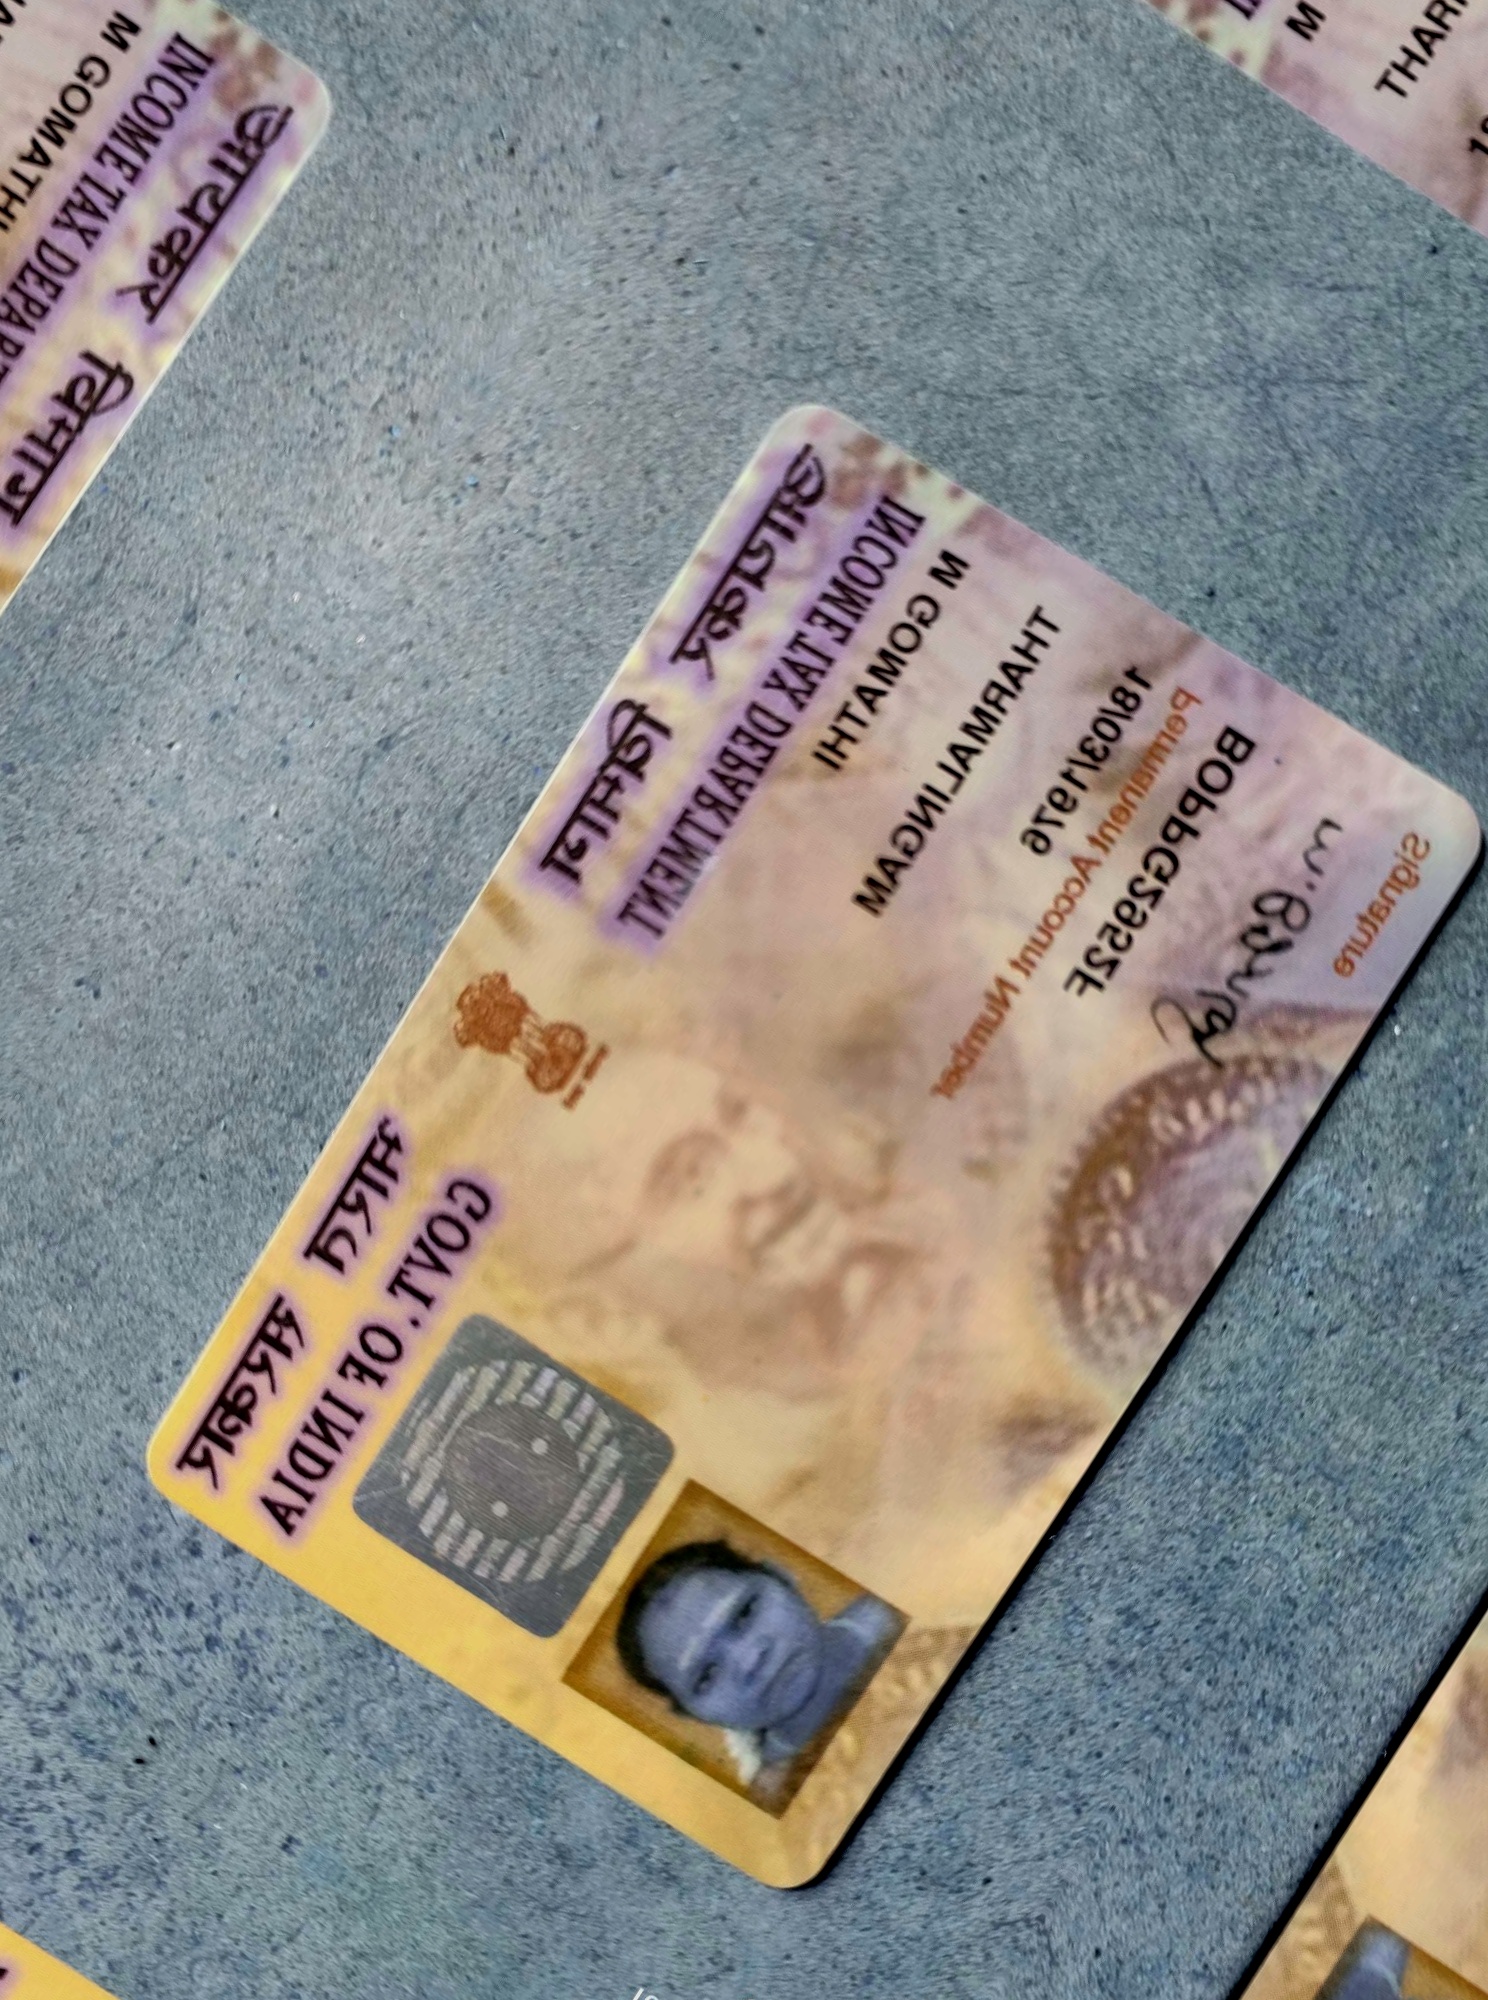 आयकर विभाग
INCOME TAX DEPARTMENT
भारत सरकार
GOVT. OF INDIA
M GOMATHI
THARMALINGAM
18/03/1976
Permanent Account Number
BOPPG2952F
Signature
M GOMATHI
आयकर विभाग
M